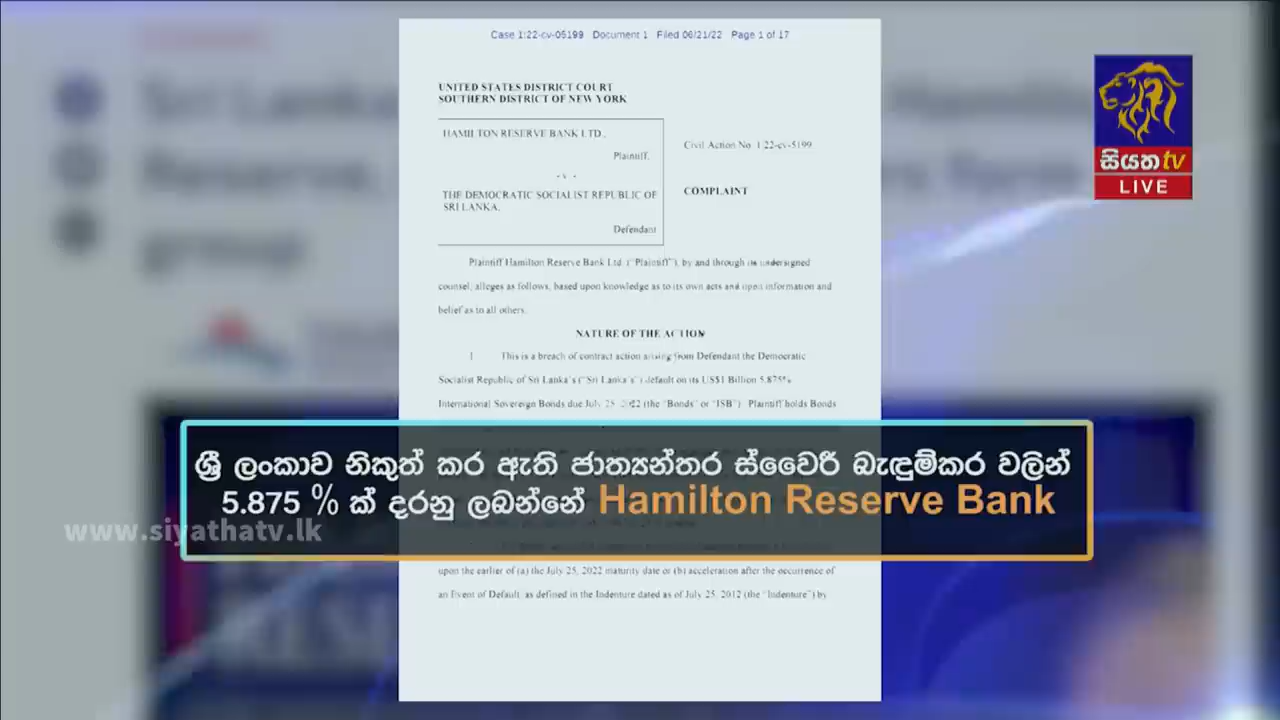 Case 1:22-cv-05199 Document 1 Filed 06/21/22 Page 1 of 17
UNITED STATES DISTRICT COURT
SOUTHERN DISTRICT OF NEW YORK
HAMILTON RESERVE BANK LTD.,
Plaintiff,
- v -
THE DEMOCRATIC SOCIALIST REPUBLIC OF
SRI LANKA,
Defendant
Civil Action No. 1:22-cv-5199
COMPLAINT
Plaintiff Hamilton Reserve Bank Ltd. ("Plaintiff"), by and through its undersigned
counsel, alleges as follows, based upon knowledge as to its own acts and upon information and
belief as to all others.
NATURE OF THE ACTION
1 This is a breach of contract action arising from Defendant the Democratic
Socialist Republic of Sri Lanka's ("Sri Lanka's") default on its US$1 Billion 5.875%
International Sovereign Bonds due July 25, 2022 (the "Bonds" or "ISB") Plaintiff holds Bonds
ශ්‍රී ලංකාව නිකුත් කර ඇති ජාත්‍යන්තර ස්වෛරී බැඳුම්කර වලින්
5.875 % ක් දරනු ලබන්නේ Hamilton Reserve Bank
upon the earlier of (a) the July 25, 2022 maturity date or (b) acceleration after the occurrence of
an Event of Default, as defined in the Indenture dated as of July 25, 2012 (the "Indenture") by
www.siyathatv.lk
සියත tv
LIVE
Sri Lanka
Reserve,
group